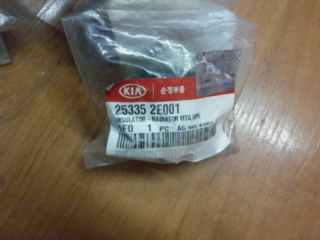 KIA 순정부품
25335 2E001
INSULATOR - RADIATOR MTG,UPR
1 PC